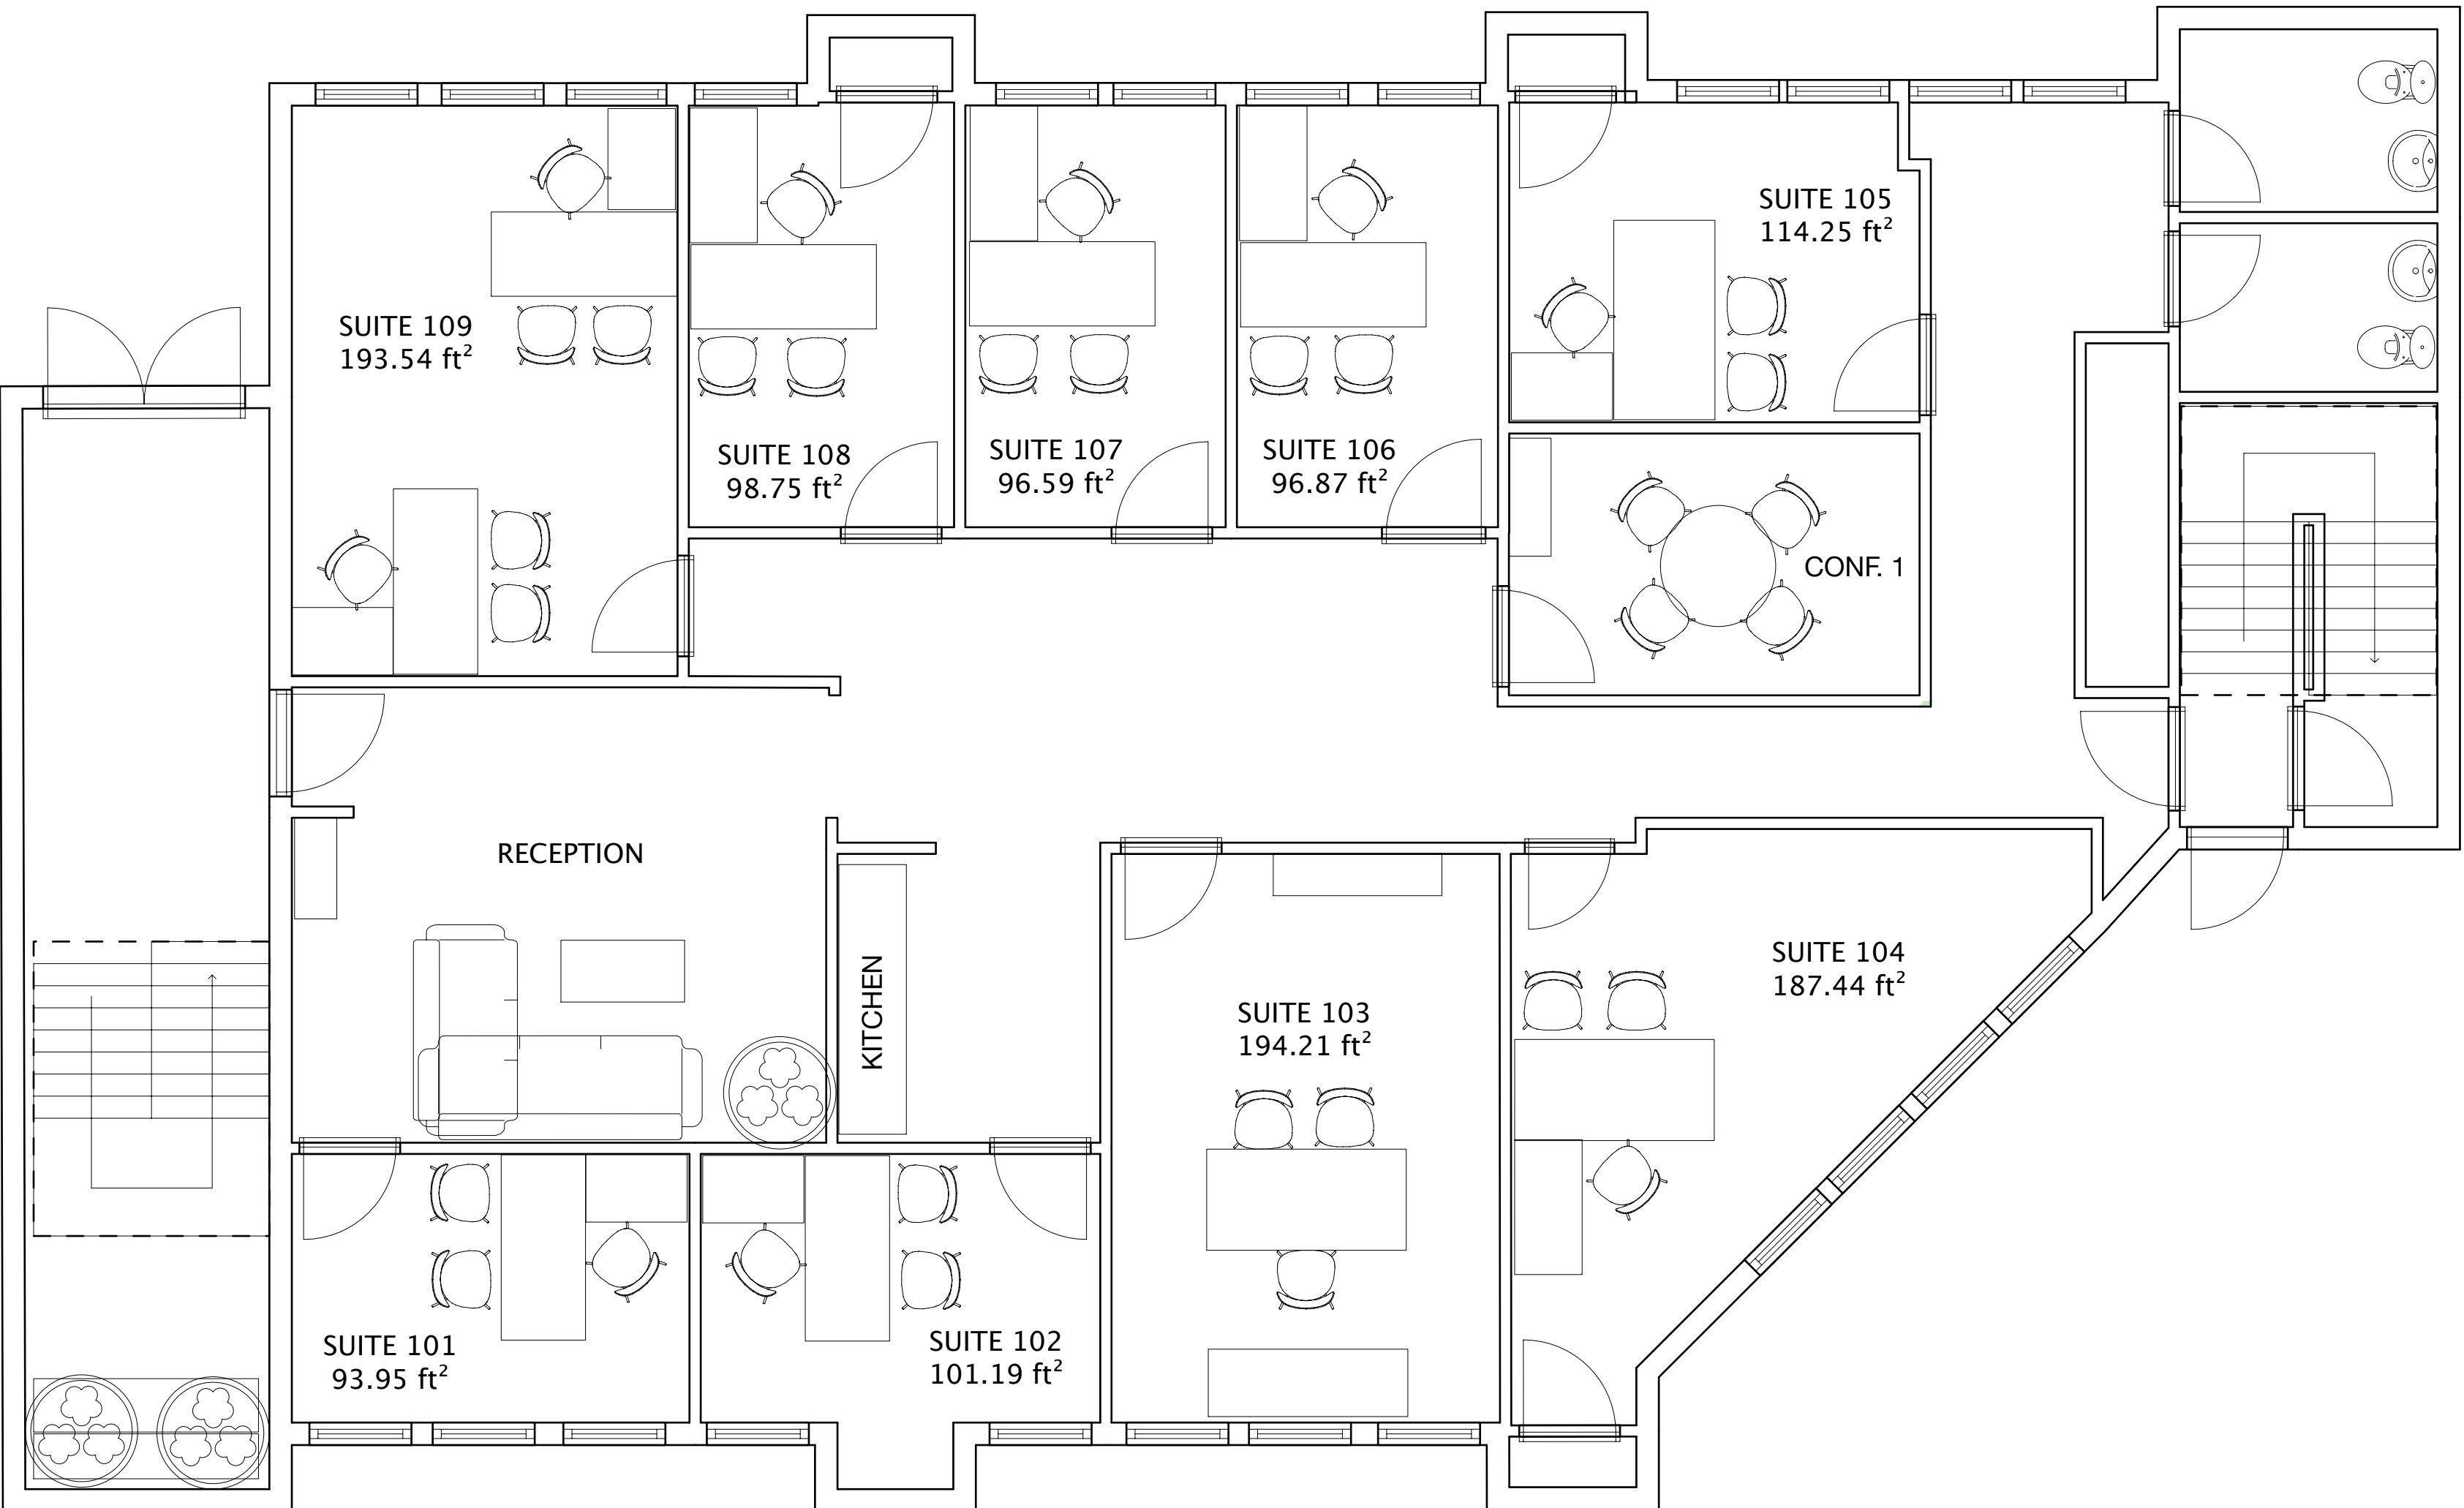 SUITE 105
114.25 ft²
SUITE 109
193.54 ft²
SUITE 108
98.75 ft²
SUITE 107
96.59 ft²
SUITE 106
96.87 ft²
CONF. 1
RECEPTION
KITCHEN
SUITE 103
194.21 ft²
SUITE 104
187.44 ft²
SUITE 101
93.95 ft²
SUITE 102
101.19 ft²